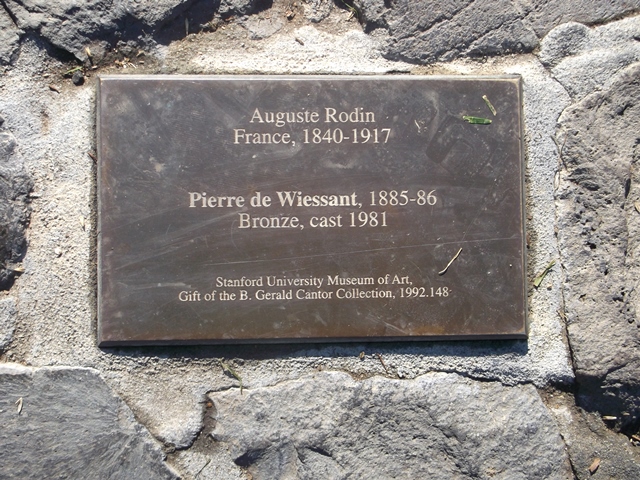 Auguste Rodin
France, 1840-1917
Pierre de Wiessant, 1885-86
Bronze, cast 1981
Stanford University Museum of Art,
Gift of the B. Gerald Cantor Collection, 1992.148